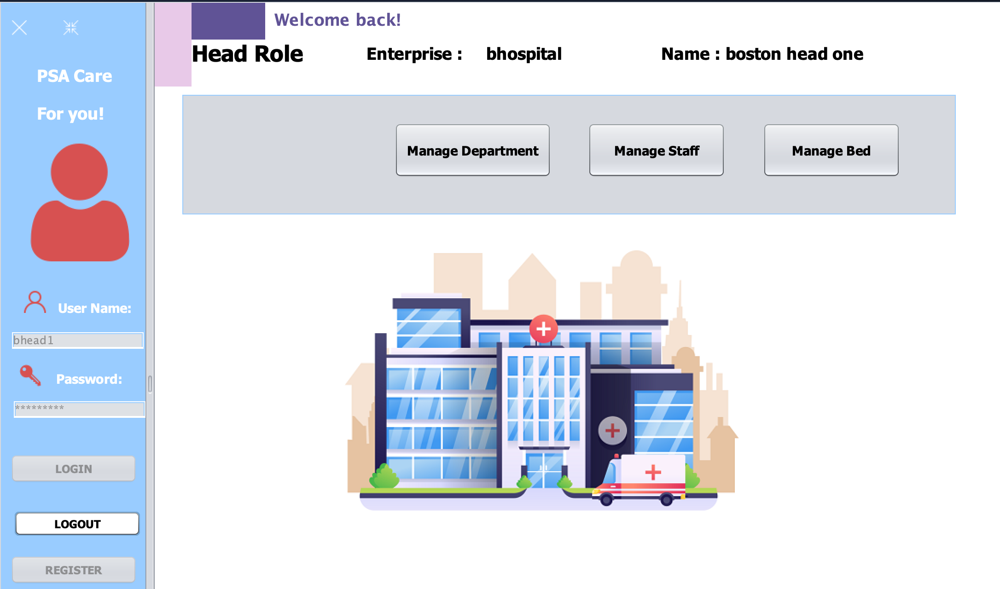 PSA Care
For you!
User Name:
bhead1
Password:
*********
LOGIN
LOGOUT
REGISTER
Welcome back!
Head Role
Enterprise : bhospital
Name : boston head one
Manage Department
Manage Staff
Manage Bed